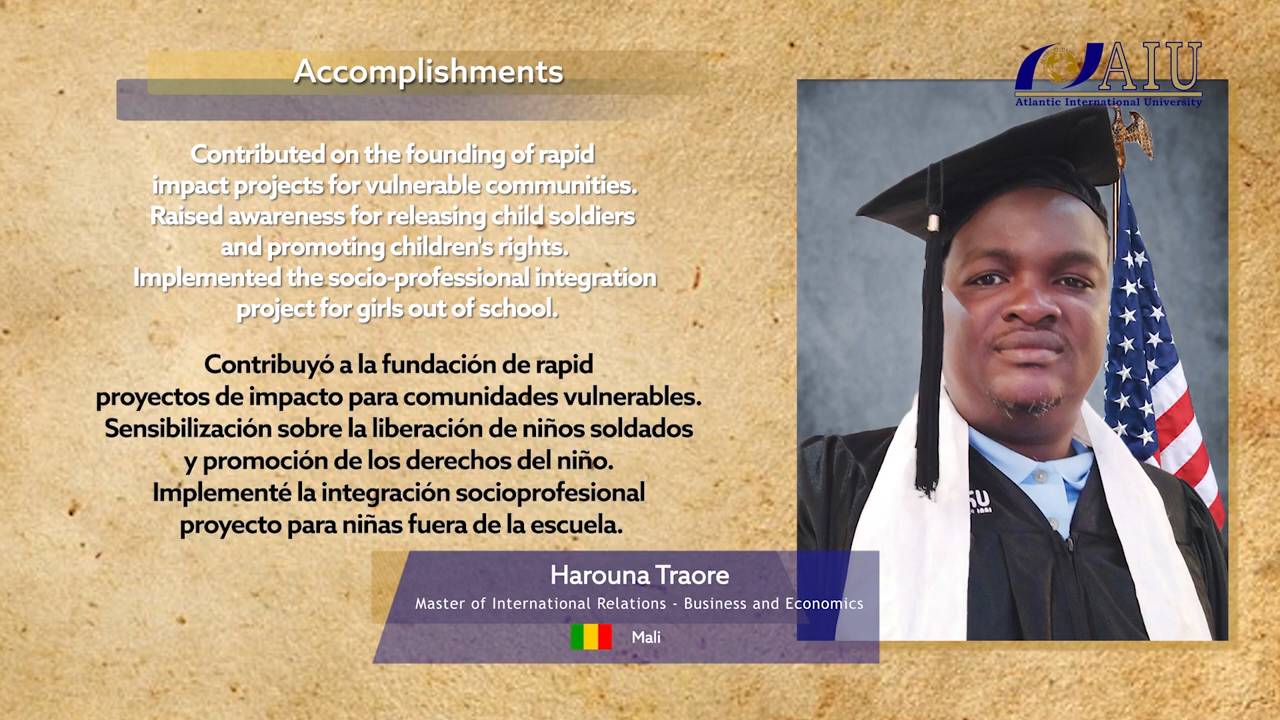 Accomplishments
Contributed on the founding of rapid
impact projects for vulnerable communities.
Raised awareness for releasing child soldiers
and promoting children's rights.
Implemented the socio-professional integration
project for girls out of school.
Contribuyó a la fundación de rapid
proyectos de impacto para comunidades vulnerables.
Sensibilización sobre la liberación de niños soldados
y promoción de los derechos del niño.
Implementé la integración socioprofesional
proyecto para niñas fuera de la escuela.
Harouna Traore
Master of International Relations - Business and Economics
Mali
AIU
Atlantic International University